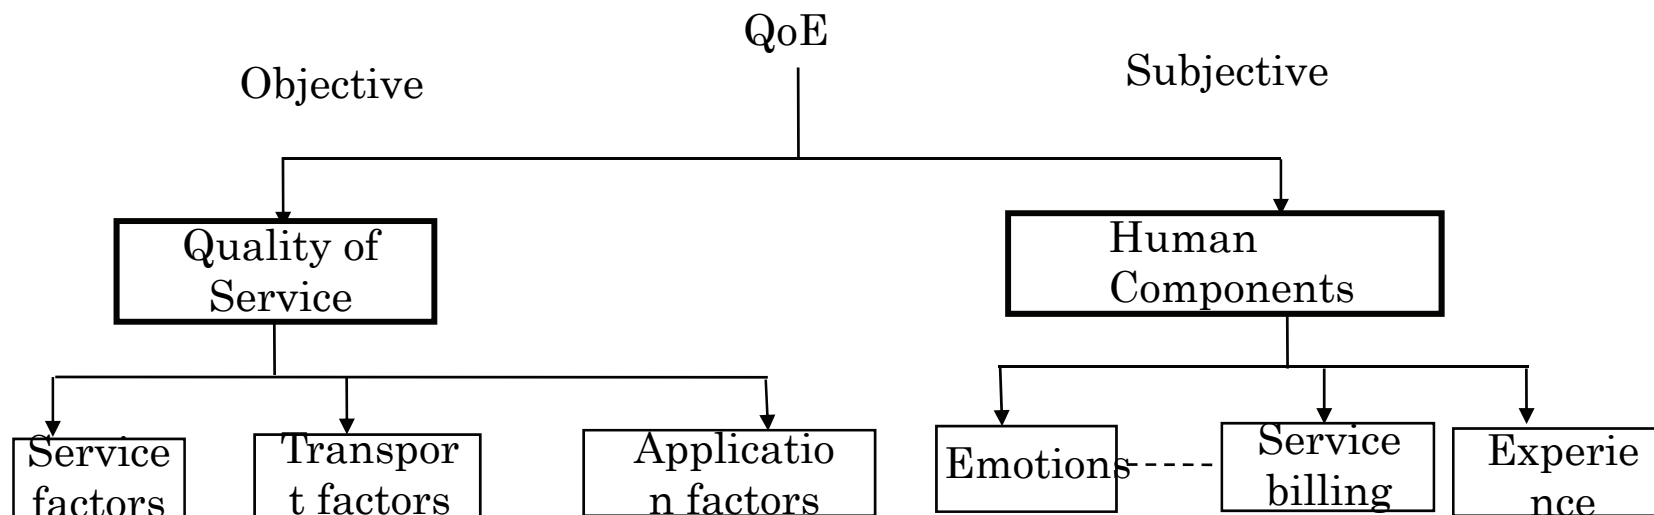 QoE
Objective
Subjective
Quality of
Service
Human
Components
Service
factors
Transpor
t factors
Applicatio
n factors
Emotions
Service
billing
Experie
nce